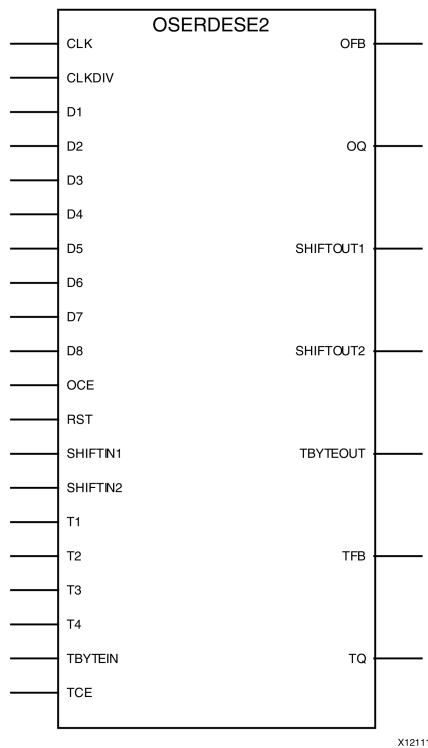 OSERDESE2
CLK
OFB
CLKDIV
D1
D2
OQ
D3
D4
D5
SHIFTOUT1
D6
D7
D8
SHIFTOUT2
OCE
RST
SHIFTIN1
TBYTEOUT
SHIFTIN2
T1
T2
TFB
T3
T4
TBYTEIN
TQ
TCE
X12111